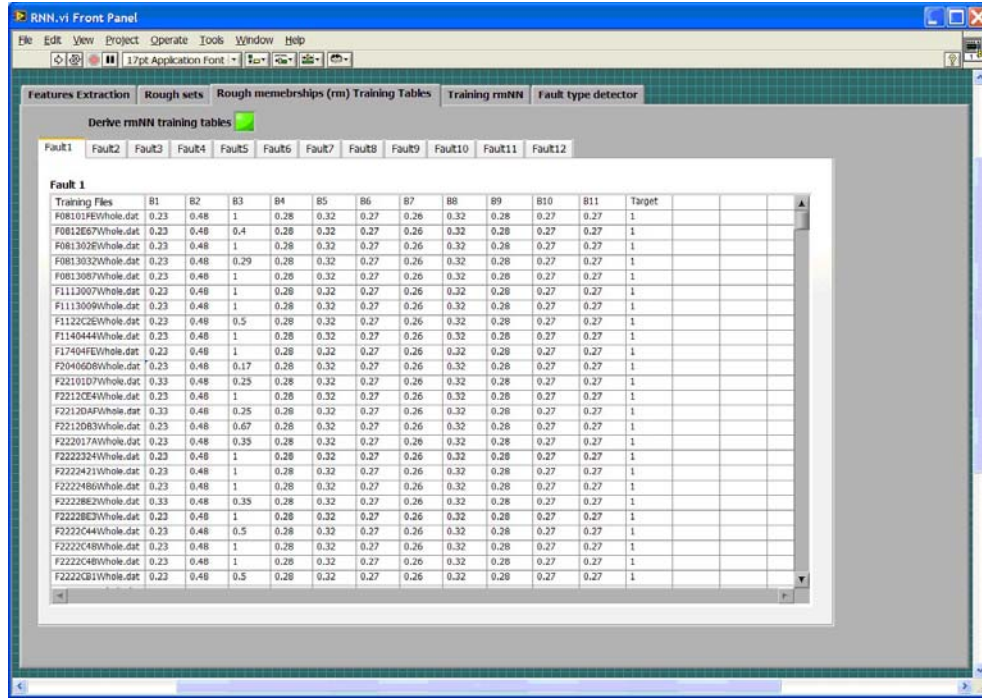 RNN.vi Front Panel
File Edit View Project Operate Tools Window Help
17pt Application Font
Features Extraction Rough sets Rough memebrships (rm) Training Tables Training rmNN Fault type detector
Derive rmNN training tables
Fault1 Fault2 Fault3 Fault4 Fault5 Fault6 Fault7 Fault8 Fault9 Fault10 Fault11 Fault12
Fault 1
Training Files B1 B2 B3 B4 B5 B6 B7 B8 B9 B10 B11 Target
F08101FEWhole.dat 0.23 0.48 1 0.28 0.32 0.27 0.26 0.32 0.28 0.27 0.27 1
F0812E67Whole.dat 0.23 0.48 0.4 0.28 0.32 0.27 0.26 0.32 0.28 0.27 0.27 1
F081302EWhole.dat 0.23 0.48 1 0.28 0.32 0.27 0.26 0.32 0.28 0.27 0.27 1
F0813032Whole.dat 0.23 0.48 0.29 0.28 0.32 0.27 0.26 0.32 0.28 0.27 0.27 1
F0813087Whole.dat 0.23 0.48 1 0.28 0.32 0.27 0.26 0.32 0.28 0.27 0.27 1
F1113007Whole.dat 0.23 0.48 1 0.28 0.32 0.27 0.26 0.32 0.28 0.27 0.27 1
F1113009Whole.dat 0.23 0.48 1 0.28 0.32 0.27 0.26 0.32 0.28 0.27 0.27 1
F1122C2EWhole.dat 0.23 0.48 0.5 0.28 0.32 0.27 0.26 0.32 0.28 0.27 0.27 1
F1140444Whole.dat 0.23 0.48 1 0.28 0.32 0.27 0.26 0.32 0.28 0.27 0.27 1
F17404FEWhole.dat 0.23 0.48 1 0.28 0.32 0.27 0.26 0.32 0.28 0.27 0.27 1
F20406D8Whole.dat 0.23 0.48 0.17 0.28 0.32 0.27 0.26 0.32 0.28 0.27 0.27 1
F22101D7Whole.dat 0.33 0.48 0.25 0.28 0.32 0.27 0.26 0.32 0.28 0.27 0.27 1
F2212CE4Whole.dat 0.23 0.48 1 0.28 0.32 0.27 0.26 0.32 0.28 0.27 0.27 1
F2212DAFWhole.dat 0.33 0.48 0.25 0.28 0.32 0.27 0.26 0.32 0.28 0.27 0.27 1
F2212D83Whole.dat 0.23 0.48 0.67 0.28 0.32 0.27 0.26 0.32 0.28 0.27 0.27 1
F222017AWhole.dat 0.23 0.48 0.35 0.28 0.32 0.27 0.26 0.32 0.28 0.27 0.27 1
F2222324Whole.dat 0.23 0.48 1 0.28 0.32 0.27 0.26 0.32 0.28 0.27 0.27 1
F2222421Whole.dat 0.23 0.48 1 0.28 0.32 0.27 0.26 0.32 0.28 0.27 0.27 1
F22224B6Whole.dat 0.23 0.48 1 0.28 0.32 0.27 0.26 0.32 0.28 0.27 0.27 1
F2222BE2Whole.dat 0.33 0.48 0.35 0.28 0.32 0.27 0.26 0.32 0.28 0.27 0.27 1
F2222BE3Whole.dat 0.23 0.48 1 0.28 0.32 0.27 0.26 0.32 0.28 0.27 0.27 1
F2222C44Whole.dat 0.23 0.48 0.5 0.28 0.32 0.27 0.26 0.32 0.28 0.27 0.27 1
F2222C48Whole.dat 0.23 0.48 1 0.28 0.32 0.27 0.26 0.32 0.28 0.27 0.27 1
F2222C4BWhole.dat 0.23 0.48 1 0.28 0.32 0.27 0.26 0.32 0.28 0.27 0.27 1
F2222CB1Whole.dat 0.23 0.48 0.5 0.28 0.32 0.27 0.26 0.32 0.28 0.27 0.27 1